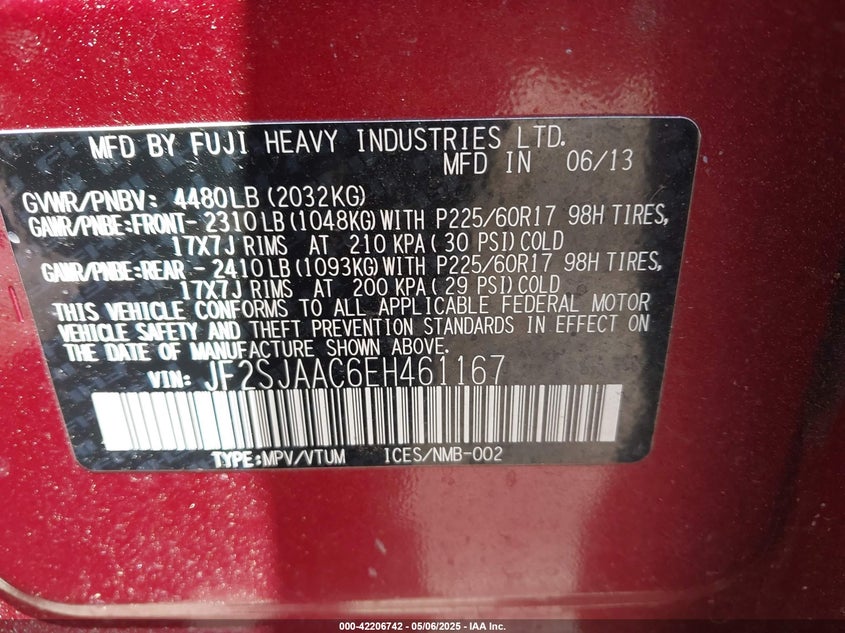 MFD BY FUJI HEAVY INDUSTRIES LTD.
MFD IN 06/13
GVWR/PNBV: 4480LB (2032KG)
GAWR/PNBE:FRONT- 2310LB (1048KG) WITH P225/60R17 98H TIRES,
17X7J RIMS AT 210 KPA( 30 PSI) COLD
GAWR/PNBE:REAR - 2410LB (1093KG) WITH P225/60R17 98H TIRES,
17X7J RIMS AT 200 KPA( 29 PSI) COLD
THIS VEHICLE CONFORMS TO ALL APPLICABLE FEDERAL MOTOR
VEHICLE SAFETY AND THEFT PREVENTION STANDARDS IN EFFECT ON
THE DATE OF MANUFACTURE SHOWN ABOVE.
VIN: JF2SJAAC6EH461167
TYPE:MPV/VTUM ICES/NMB-002
000-42206742 — 05/06/2025 — IAA Inc.